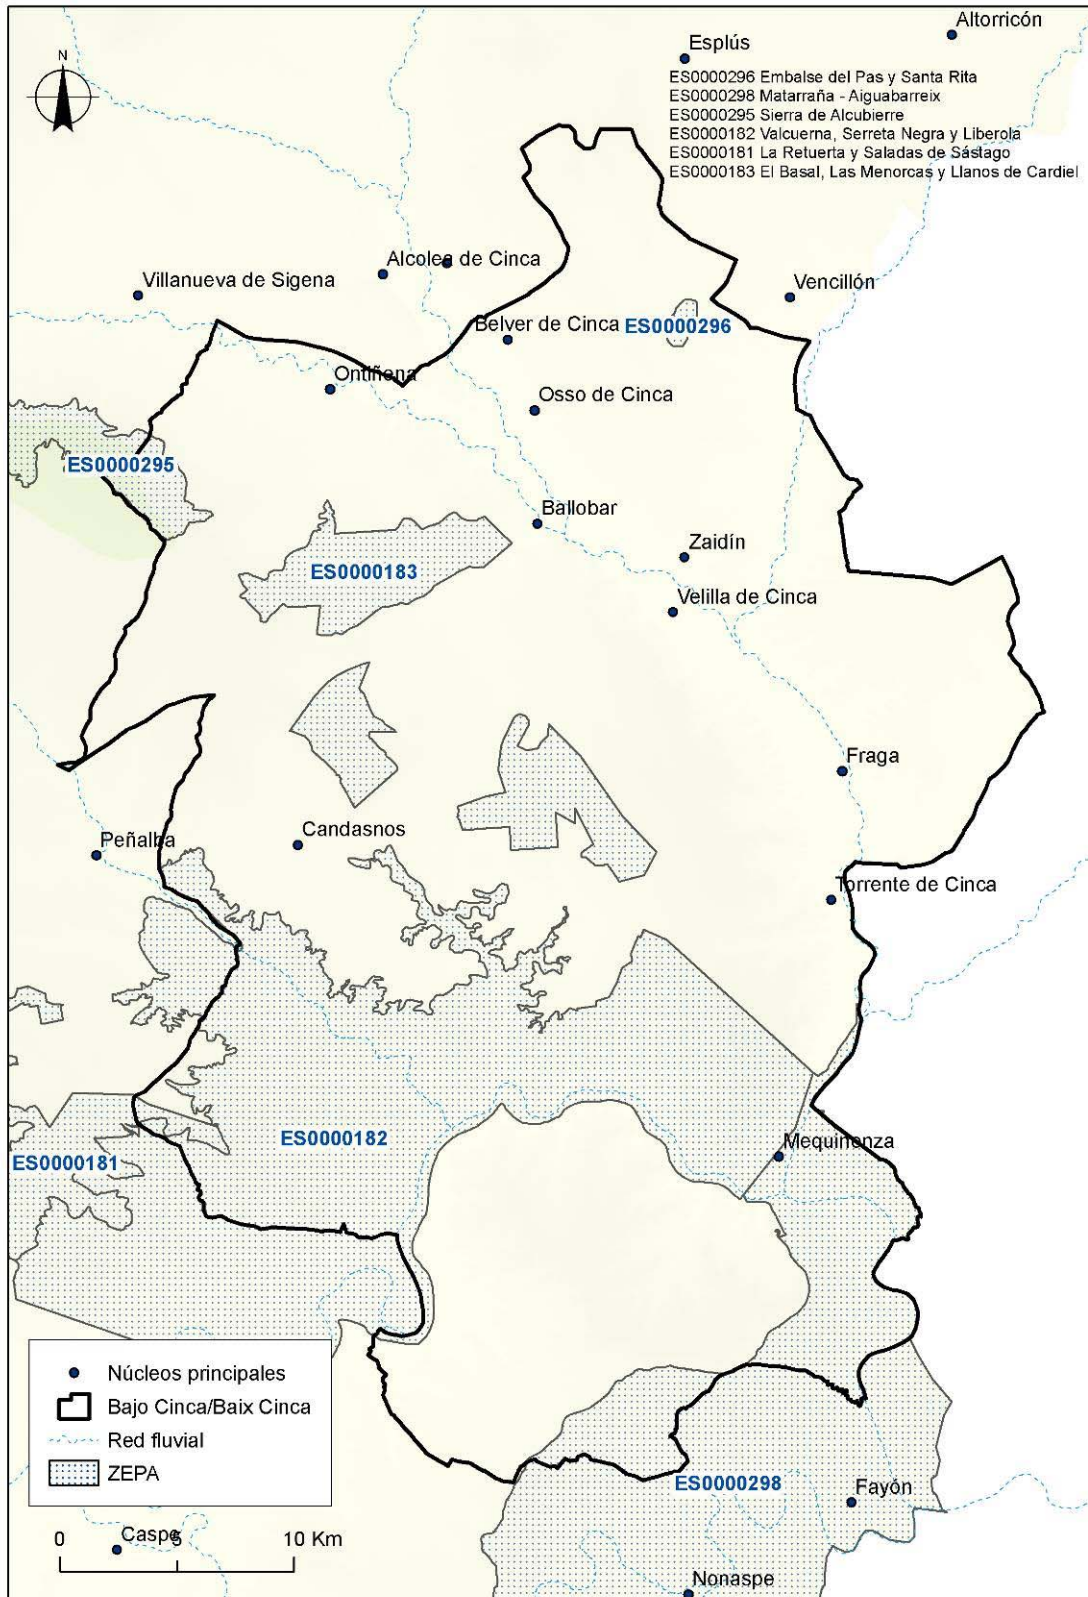 Altorricón
Esplús
ES0000296 Embalse del Pas y Santa Rita
ES0000298 Matarraña - Aiguabarreix
ES0000295 Sierra de Alcubierre
ES0000182 Valcuerna, Serreta Negra y Liberola
ES0000181 La Retuerta y Saladas de Sástago
ES0000183 El Basal, Las Menorcas y Llanos de Cardiel
N
Alcolea de Cinca
Villanueva de Sigena
Vencillón
Belver de Cinca
ES0000296
Ontiñena
Osso de Cinca
ES0000295
Ballobar
Zaidín
ES0000183
Velilla de Cinca
Fraga
Candasnos
Peñalba
Torrente de Cinca
ES0000182
Mequinenza
ES0000181
Núcleos principales
Bajo Cinca/Baix Cinca
Red fluvial
ZEPA
ES0000298
Fayón
Caspe
0 5 10 Km
Nonaspe